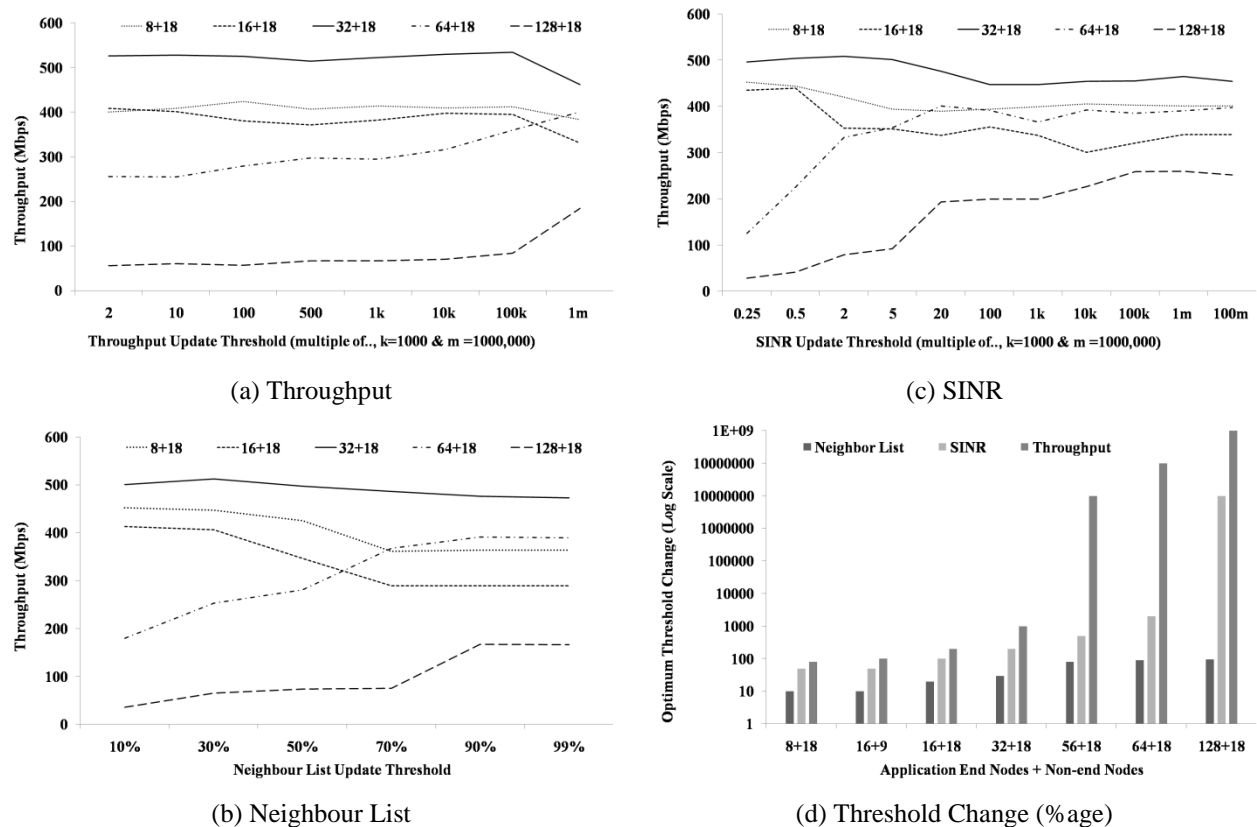 600
500
400
300
200
100
0
Throughput (Mbps)
8+18 16+18 32+18 64+18 128+18
2 10 100 500 1k 10k 100k 1m
Throughput Update Threshold (multiple of.., k=1000 & m =1000,000)
(a) Throughput
600
500
400
300
200
100
0
Throughput (Mbps)
8+18 16+18 32+18 64+18 128+18
0.25 0.5 2 5 20 100 1k 10k 100k 1m 100m
SINR Update Threshold (multiple of.., k=1000 & m =1000,000)
(c) SINR
600
500
400
300
200
100
0
Throughput (Mbps)
8+18 16+18 32+18 64+18 128+18
10% 30% 50% 70% 90% 99%
Neighbour List Update Threshold
(b) Neighbour List
1E+09
100000000
10000000
1000000
100000
10000
1000
100
10
1
Optimum Threshold Change (Log Scale)
Neighbor List SINR Throughput
8+18 16+9 16+18 32+18 56+18 64+18 128+18
Application End Nodes + Non-end Nodes
(d) Threshold Change (%age)